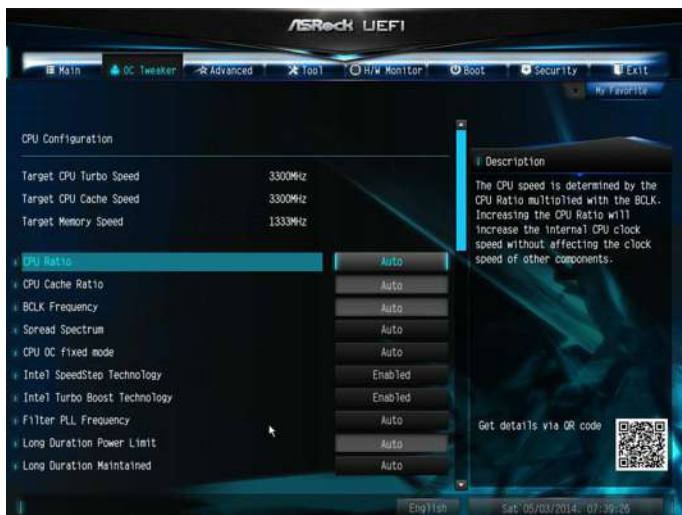 ASRock UEFI
Main OC Tweaker Advanced Tool H/W Monitor Boot Security Exit
My Favorite
CPU Configuration
Target CPU Turbo Speed 3300MHz
Target CPU Cache Speed 3300MHz
Target Memory Speed 1333MHz
CPU Ratio Auto
CPU Cache Ratio Auto
BCLK Frequency Auto
Spread Spectrum Auto
CPU OC fixed mode Auto
Intel SpeedStep Technology Enabled
Intel Turbo Boost Technology Enabled
Filter PLL Frequency Auto
Long Duration Power Limit Auto
Long Duration Maintained Auto
Description
The CPU speed is determined by the
CPU Ratio multiplied with the BCLK.
Increasing the CPU Ratio will
increase the internal CPU clock
speed without affecting the clock
speed of other components.
Get details via QR code
English Sat 05/03/2014. 07:39:26